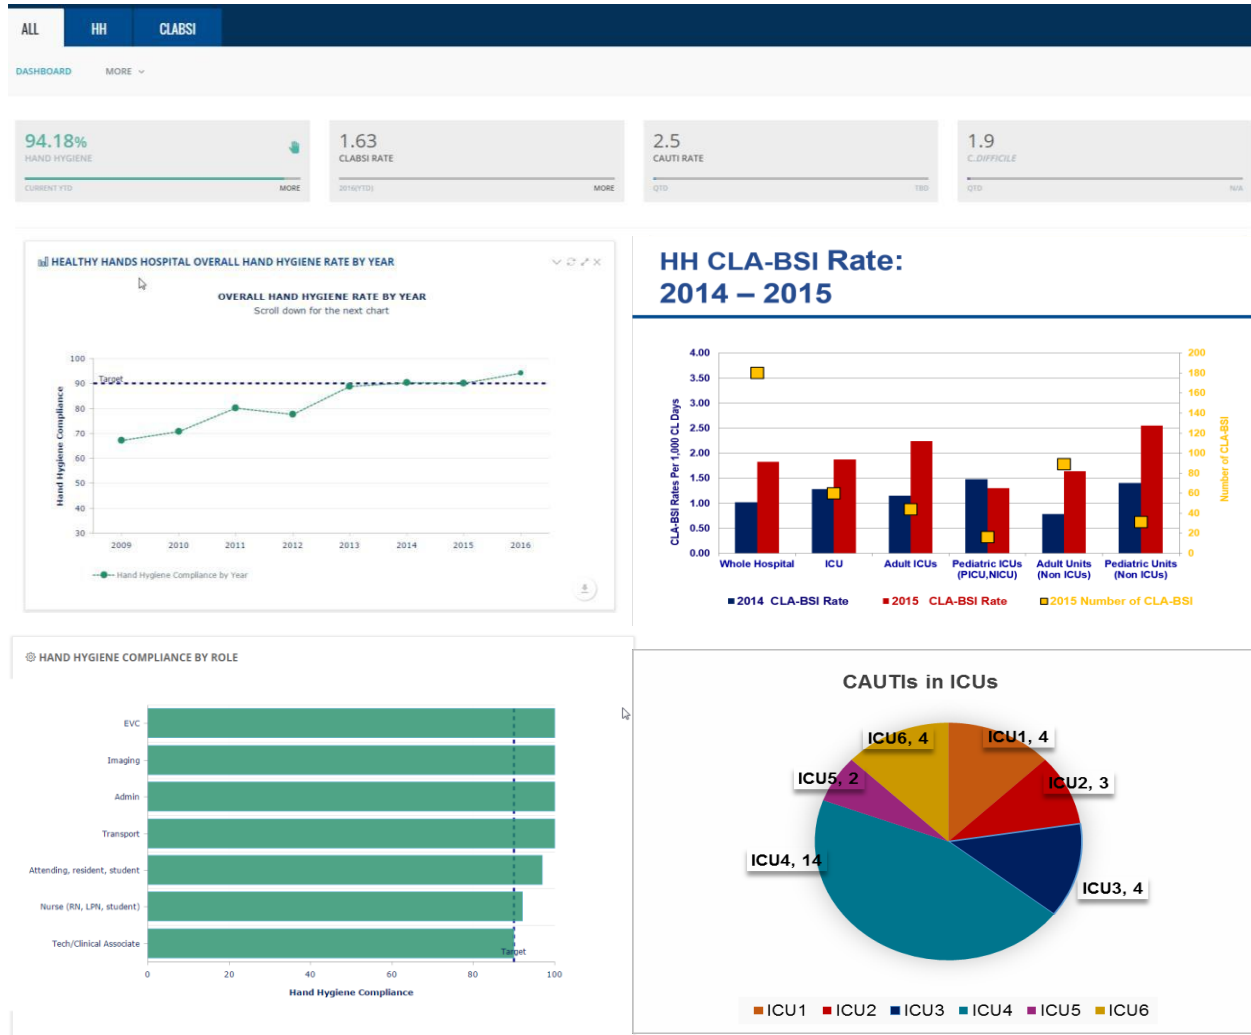 ALL HH CLABSI
DASHBOARD MORE
94.18%
HAND HYGIENE
CURRENT YTD MORE
1.63
CLABSI RATE
2016(YTD) MORE
2.5
CAUTI RATE
QTD TBD
1.9
C.DIFFICILE
QTD N/A
HEALTHY HANDS HOSPITAL OVERALL HAND HYGIENE RATE BY YEAR
OVERALL HAND HYGIENE RATE BY YEAR
Scroll down for the next chart
100
90
80
70
60
50
40
30
Target
Hand Hygiene Compliance
2009 2010 2011 2012 2013 2014 2015 2016
Hand Hygiene Compliance by Year
HH CLA-BSI Rate:
2014 – 2015
4.00
3.50
3.00
2.50
2.00
1.50
1.00
0.50
0.00
CLA-BSI Rates Per 1,000 CL Days
200
180
160
140
120
100
80
60
40
20
0
Number of CLA-BSI
Whole Hospital ICU Adult ICUs Pediatric ICUs Adult Units Pediatric Units
(PICU,NICU) (Non ICUs) (Non ICUs)
2014 CLA-BSI Rate 2015 CLA-BSI Rate 2015 Number of CLA-BSI
HAND HYGIENE COMPLIANCE BY ROLE
EVC
Imaging
Admin
Transport
Attending, resident, student
Nurse (RN, LPN, student)
Tech/Clinical Associate
Target
0 20 40 60 80 100
Hand Hygiene Compliance
CAUTIs in ICUs
ICU6, 4
ICU1, 4
ICU5, 2
ICU2, 3
ICU4, 14
ICU3, 4
ICU1 ICU2 ICU3 ICU4 ICU5 ICU6